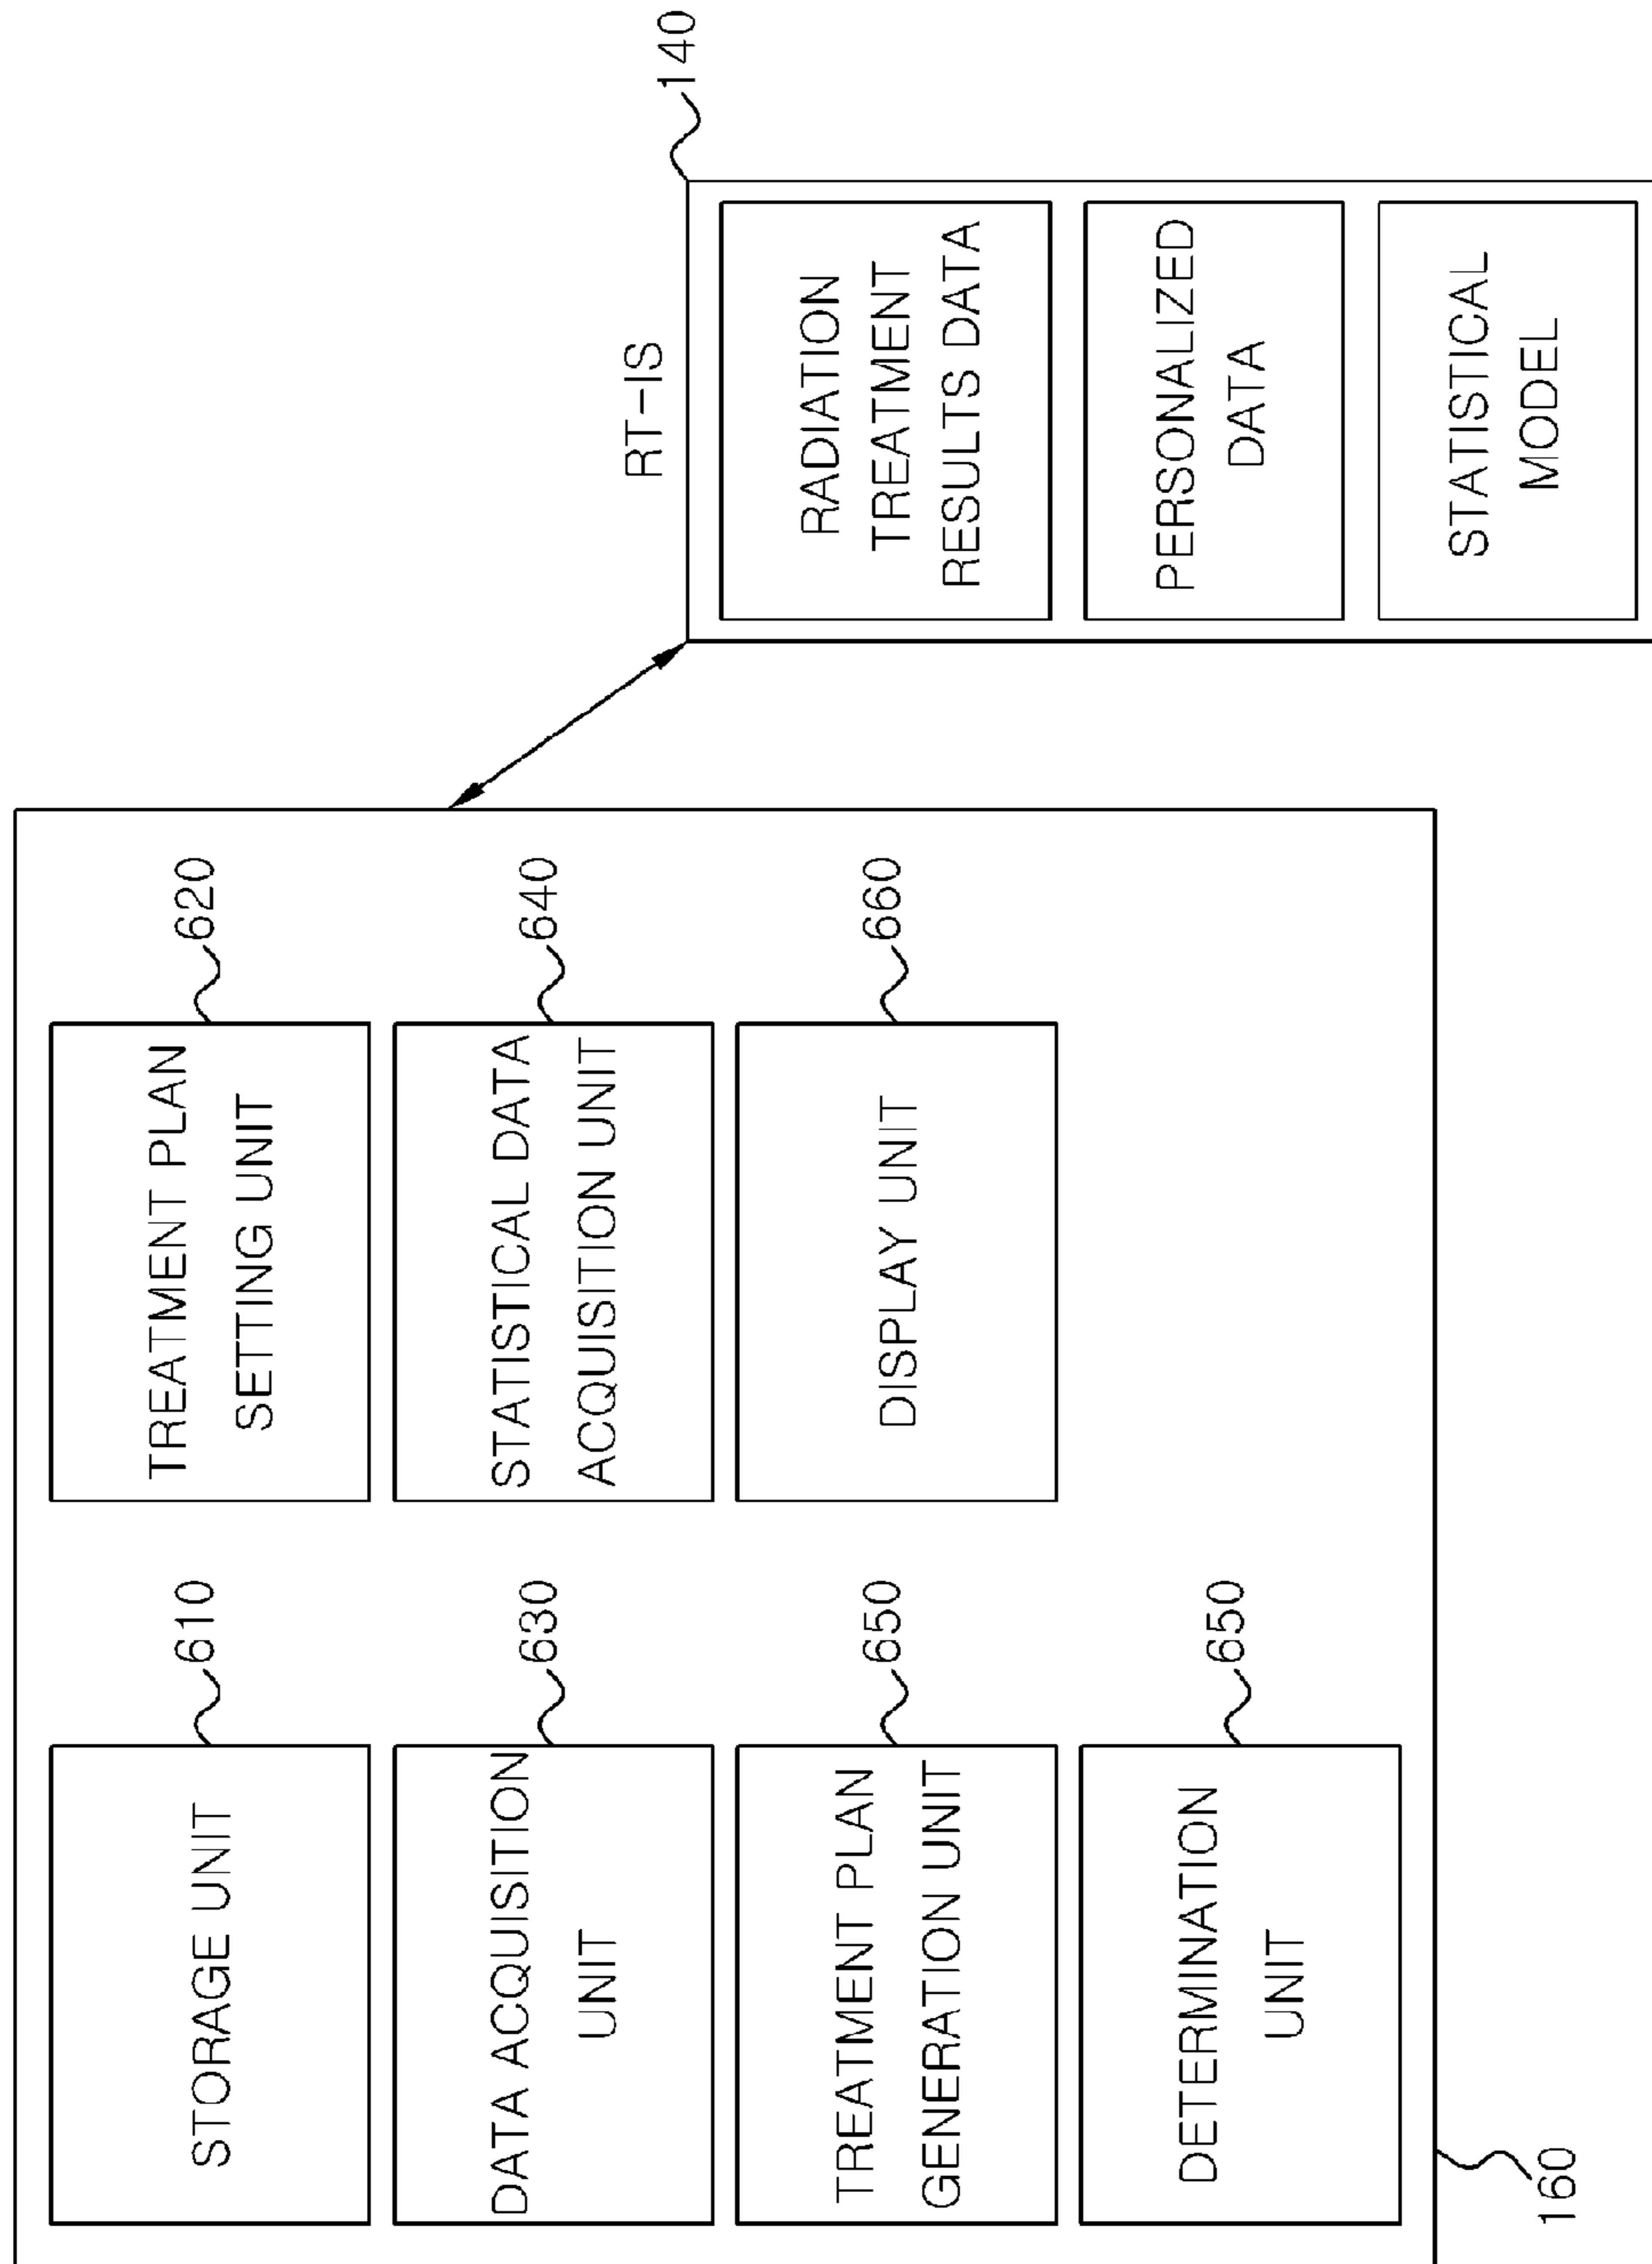 STORAGE UNIT
610
TREATMENT PLAN
SETTING UNIT
620
DATA ACQUISITION
UNIT
630
STATISTICAL DATA
ACQUISITION UNIT
640
TREATMENT PLAN
GENERATION UNIT
650
DISPLAY UNIT
660
DETERMINATION
UNIT
650
160
RT-IS
140
RADIATION
TREATMENT
RESULTS DATA
PERSONALIZED
DATA
STATISTICAL
MODEL